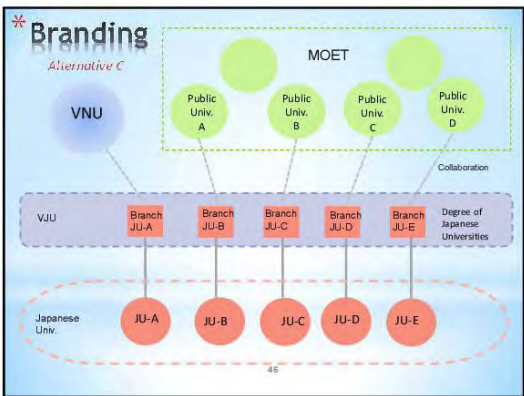 * Branding
Alternative C
MOET
VNU
Public
Univ.
A
Public
Univ.
B
Public
Univ.
C
Public
Univ.
D
Collaboration
VJU
Branch
JU-A
Branch
JU-B
Branch
JU-C
Branch
JU-D
Branch
JU-E
Degree of
Japanese
Universities
Japanese
Univ.
JU-A
JU-B
JU-C
JU-D
JU-E
46